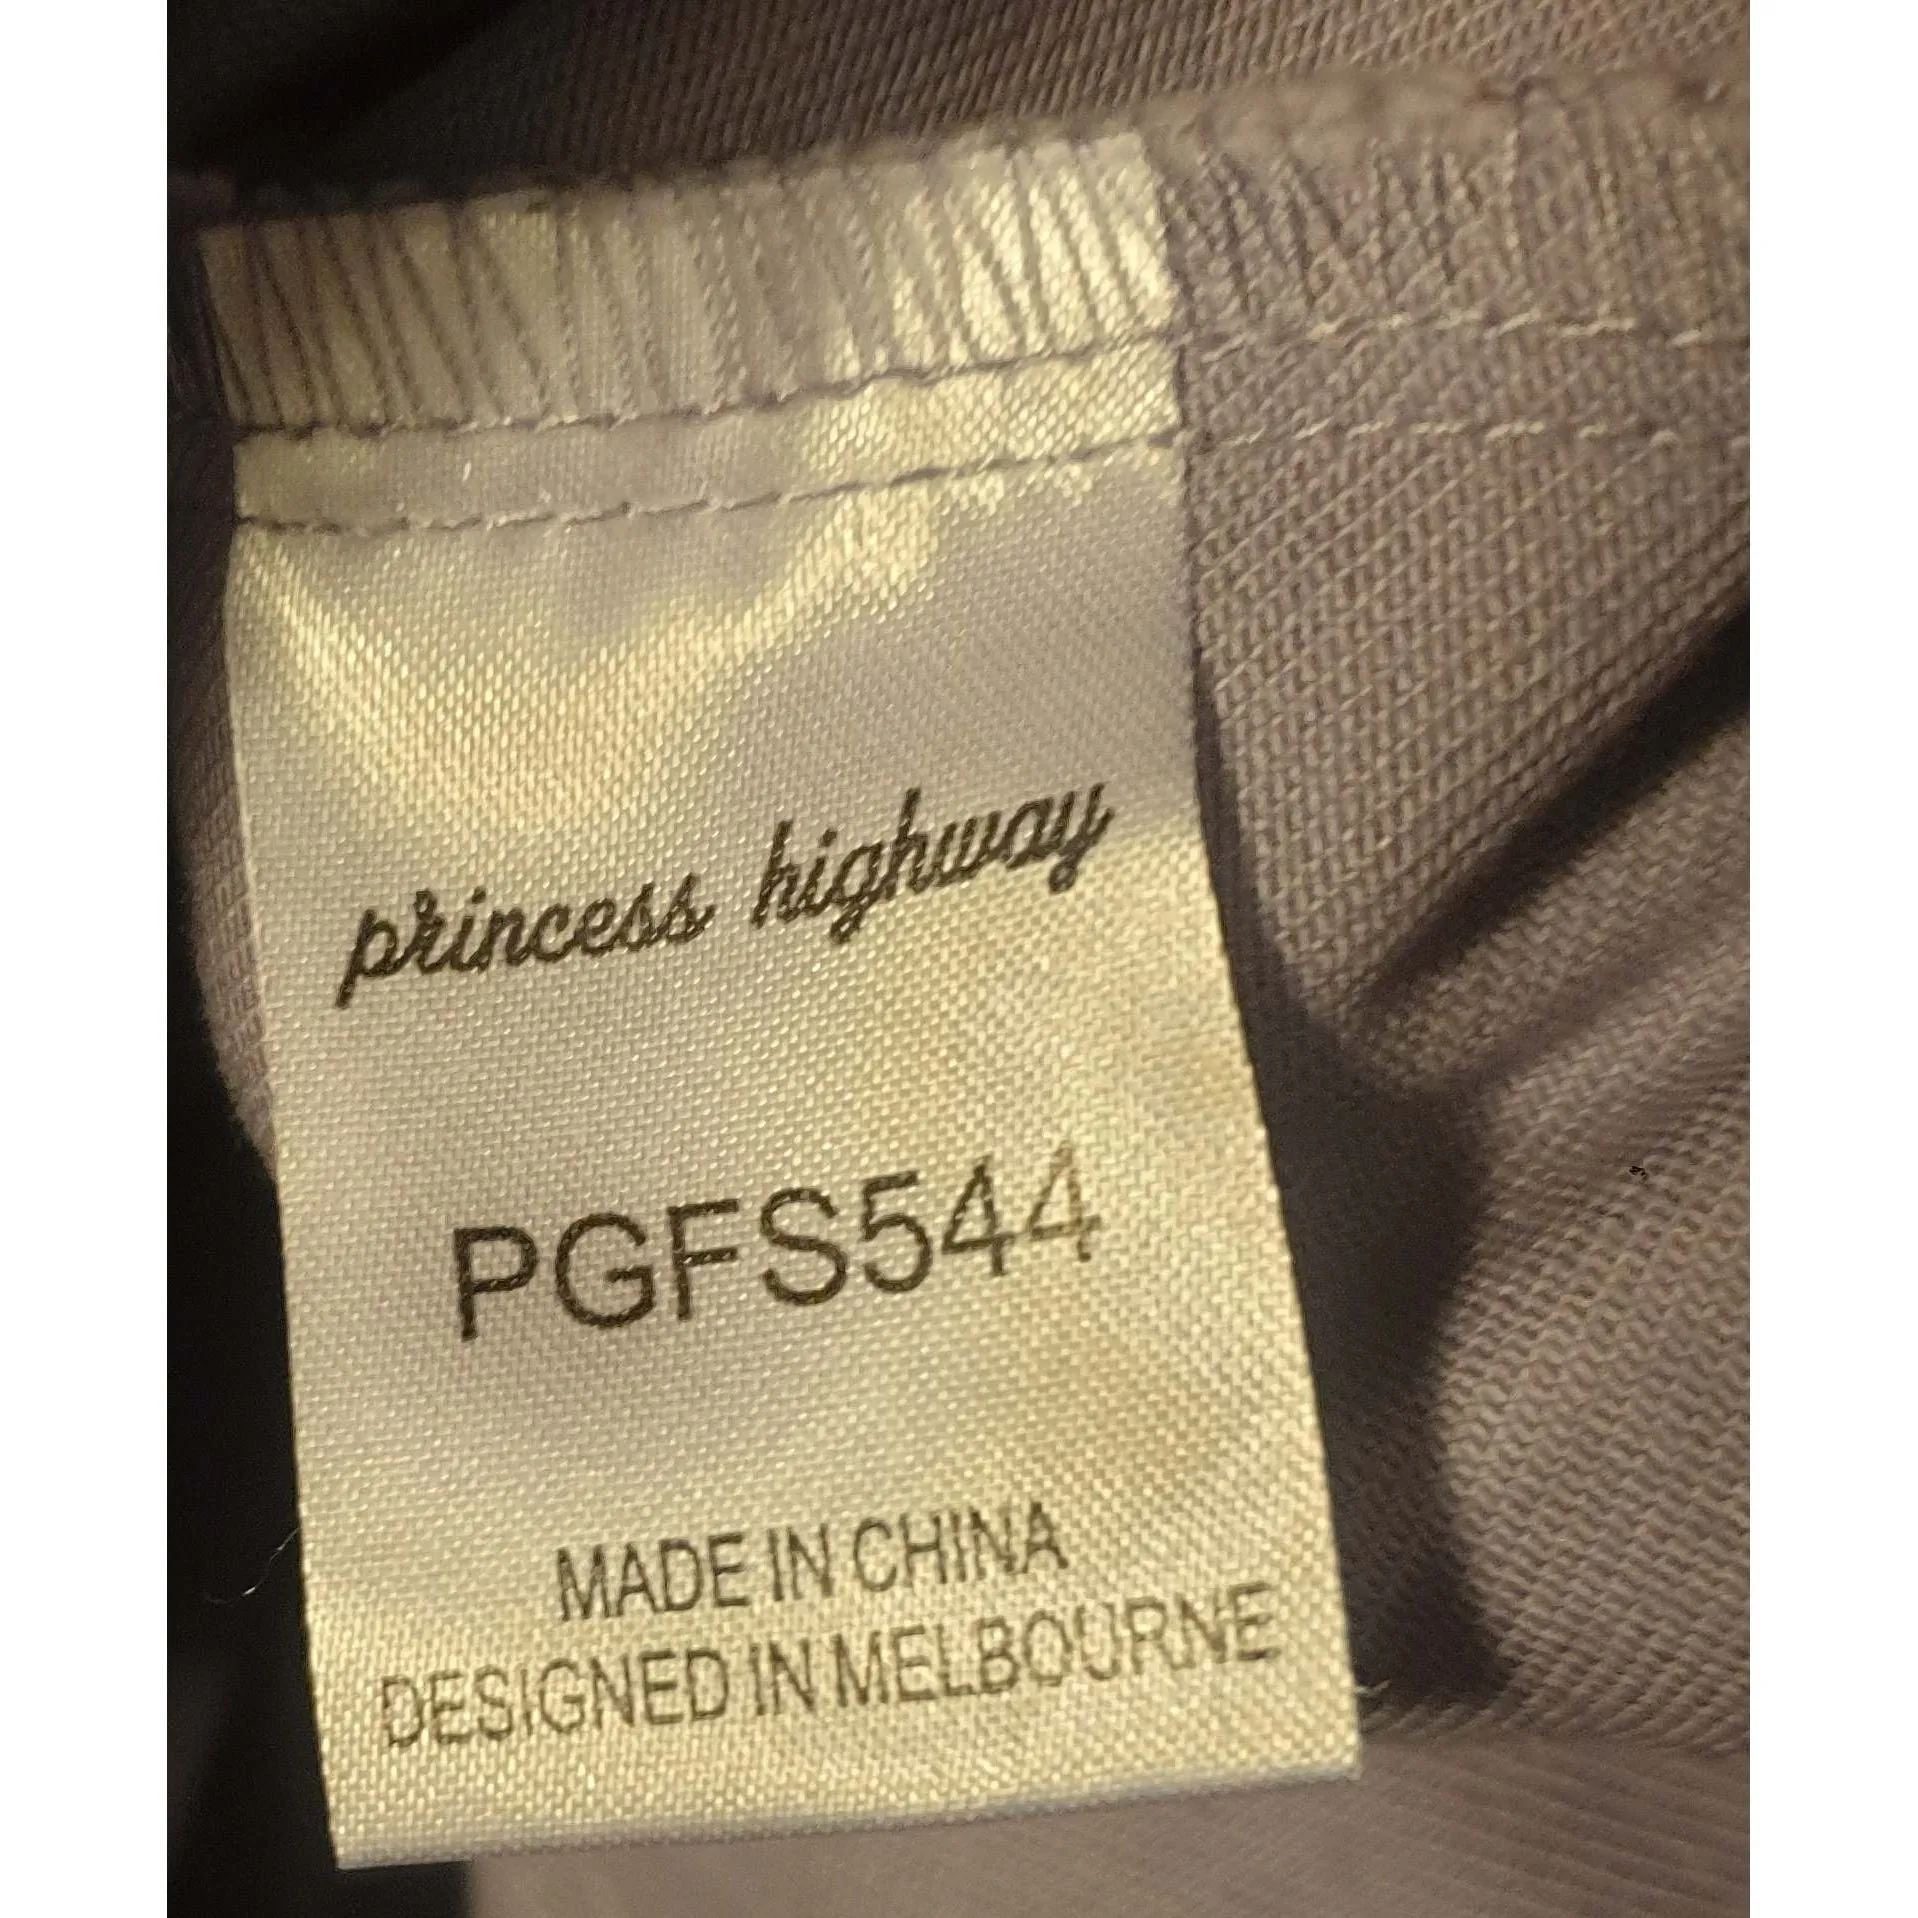 princess highway
PGFS544
MADE IN CHINA
DESIGNED IN MELBOURNE